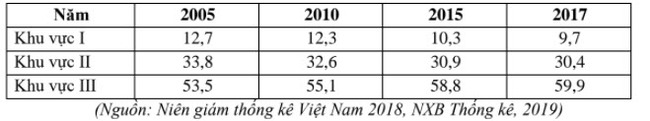 Năm 2005 2010 2015 2017
Khu vực I 12,7 12,3 10,3 9,7
Khu vực II 33,8 32,6 30,9 30,4
Khu vực III 53,5 55,1 58,8 59,9
(Nguồn: Niên giám thống kê Việt Nam 2018, NXB Thống kê, 2019)